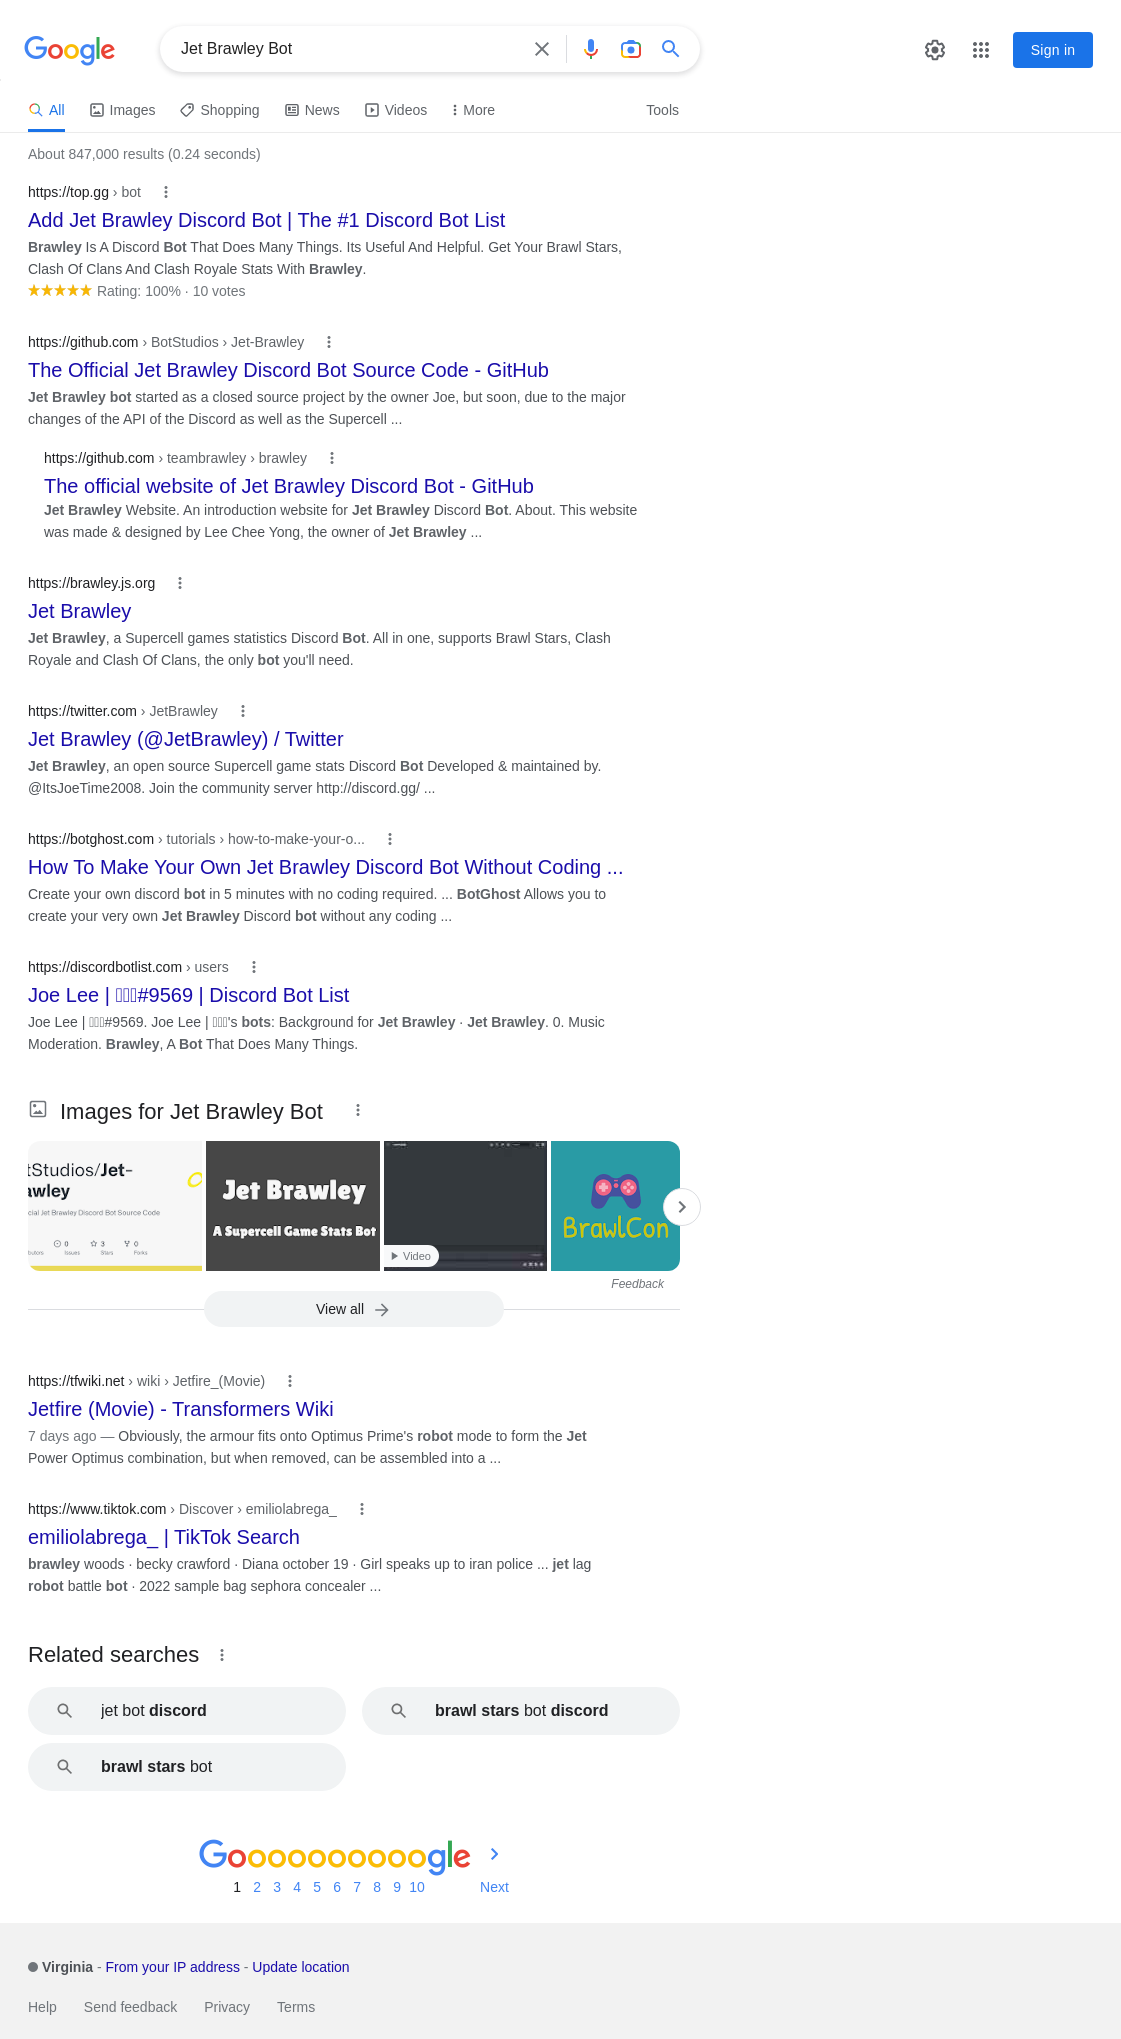 Google
Jet Brawley Bot
Sign in
All Images Shopping News Videos More Tools
About 847,000 results (0.24 seconds)
https://top.gg › bot
Add Jet Brawley Discord Bot | The #1 Discord Bot List
Brawley Is A Discord Bot That Does Many Things. Its Useful And Helpful. Get Your Brawl Stars,
Clash Of Clans And Clash Royale Stats With Brawley.
Rating: 100% · 10 votes
https://github.com › BotStudios › Jet-Brawley
The Official Jet Brawley Discord Bot Source Code - GitHub
Jet Brawley bot started as a closed source project by the owner Joe, but soon, due to the major
changes of the API of the Discord as well as the Supercell ...
https://github.com › teambrawley › brawley
The official website of Jet Brawley Discord Bot - GitHub
Jet Brawley Website. An introduction website for Jet Brawley Discord Bot. About. This website
was made & designed by Lee Chee Yong, the owner of Jet Brawley ...
https://brawley.js.org
Jet Brawley
Jet Brawley, a Supercell games statistics Discord Bot. All in one, supports Brawl Stars, Clash
Royale and Clash Of Clans, the only bot you'll need.
https://twitter.com › JetBrawley
Jet Brawley (@JetBrawley) / Twitter
Jet Brawley, an open source Supercell game stats Discord Bot Developed & maintained by.
@ItsJoeTime2008. Join the community server http://discord.gg/ ...
https://botghost.com › tutorials › how-to-make-your-o...
How To Make Your Own Jet Brawley Discord Bot Without Coding ...
Create your own discord bot in 5 minutes with no coding required. ... BotGhost Allows you to
create your very own Jet Brawley Discord bot without any coding ...
https://discordbotlist.com › users
Joe Lee | #9569 | Discord Bot List
Joe Lee | #9569. Joe Lee | 's bots: Background for Jet Brawley · Jet Brawley. 0. Music
Moderation. Brawley, A Bot That Does Many Things.
Images for Jet Brawley Bot
tStudios/Jet-
awley
cial Jet Brawley Discord Bot Source Code
0 3 0
butors Issues Stars Forks
Jet Brawley
A Supercell Game Stats Bot
Video
BrawlCon
Feedback
View all
https://tfwiki.net › wiki › Jetfire_(Movie)
Jetfire (Movie) - Transformers Wiki
7 days ago — Obviously, the armour fits onto Optimus Prime's robot mode to form the Jet
Power Optimus combination, but when removed, can be assembled into a ...
https://www.tiktok.com › Discover › emiliolabrega_
emiliolabrega_ | TikTok Search
brawley woods · becky crawford · Diana october 19 · Girl speaks up to iran police ... jet lag
robot battle bot · 2022 sample bag sephora concealer ...
Related searches
jet bot discord
brawl stars bot discord
brawl stars bot
Goooooooooogle
1 2 3 4 5 6 7 8 9 10 Next
Virginia - From your IP address - Update location
Help Send feedback Privacy Terms